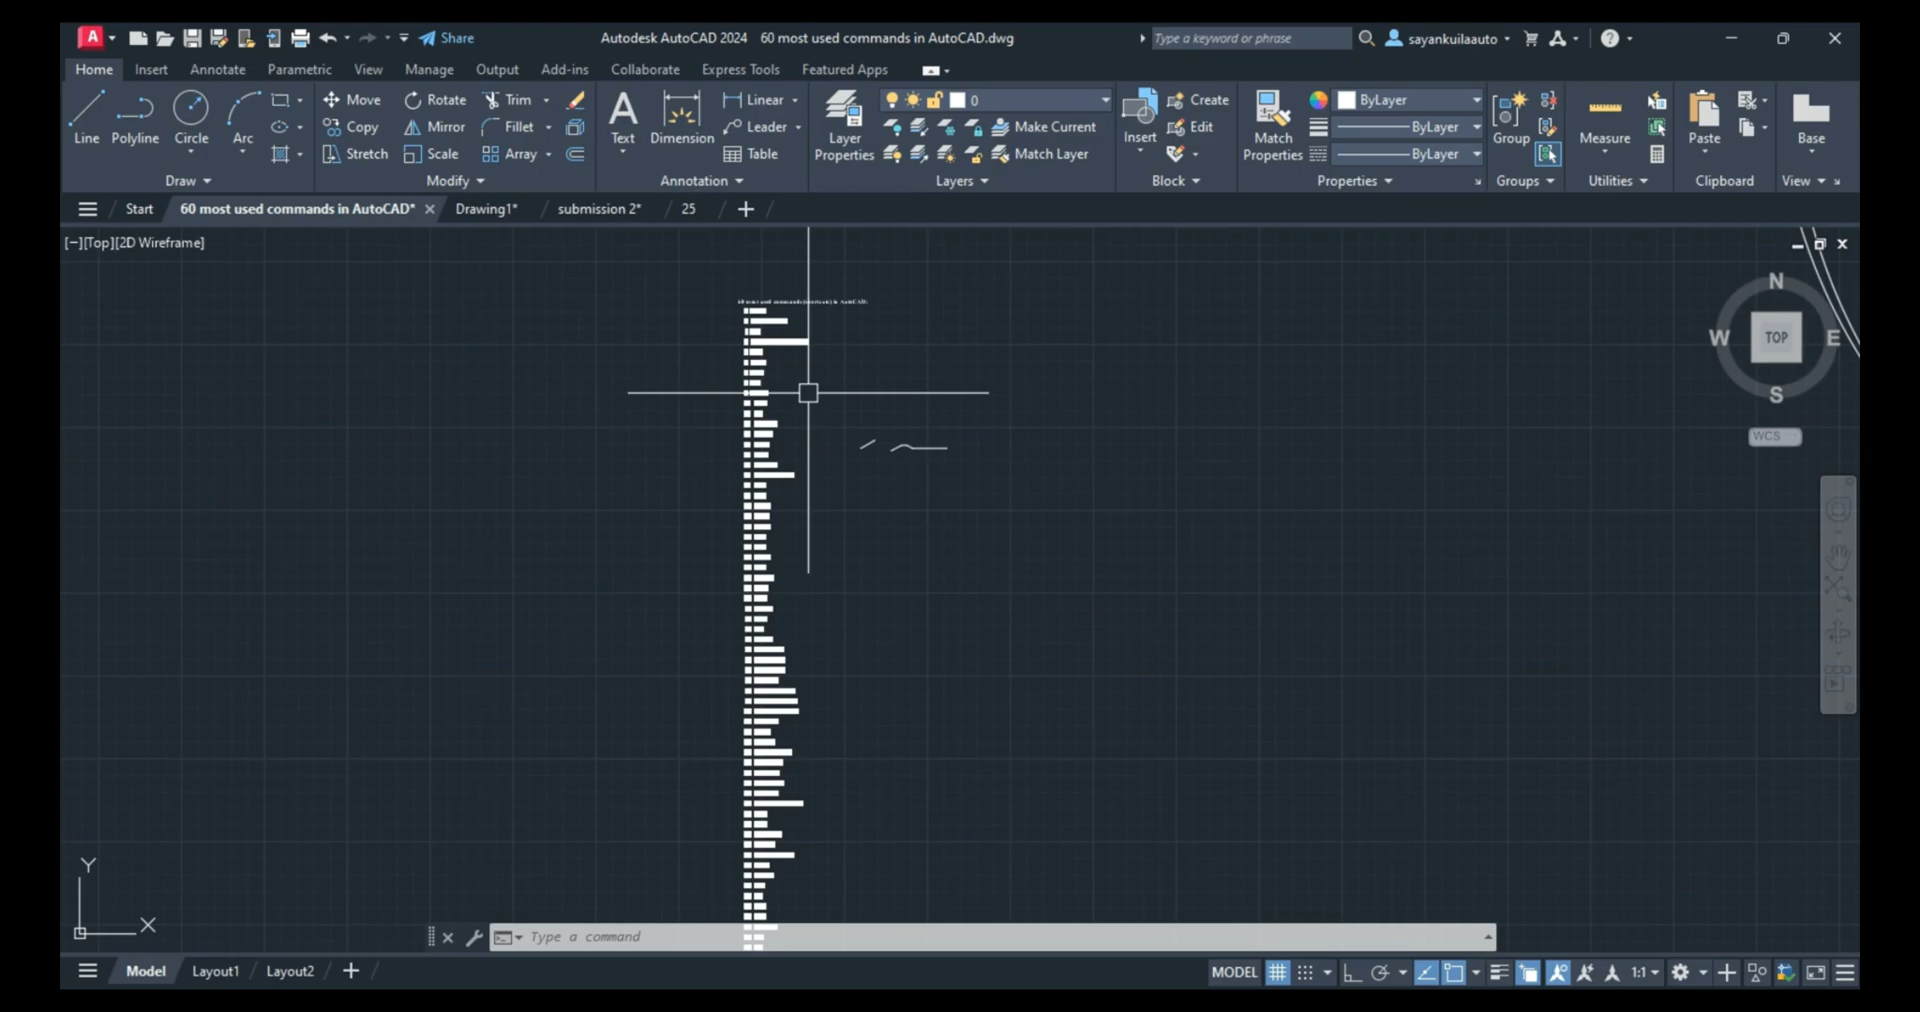 A Share Autodesk AutoCAD 2024 60 most used commands in AutoCAD.dwg Type a keyword or phrase sayankuilaauto
Home Insert Annotate Parametric View Manage Output Add-ins Collaborate Express Tools Featured Apps
Line Polyline Circle Arc
Move Rotate Trim
Copy Mirror Fillet
Stretch Scale Array
A Text Dimension
Linear
Leader
Table
Layer Properties
0
Make Current
Match Layer
Insert
Create
Edit
Match Properties
ByLayer
ByLayer
ByLayer
Group
Measure
Paste
Base
Draw Modify Annotation Layers Block Properties Groups Utilities Clipboard View
Start 60 most used commands in AutoCAD* Drawing1* submission 2* 25
[−][Top][2D Wireframe]
N
W TOP E
S
WCS
Y
X
Type a command
Model Layout1 Layout2 MODEL 1:1